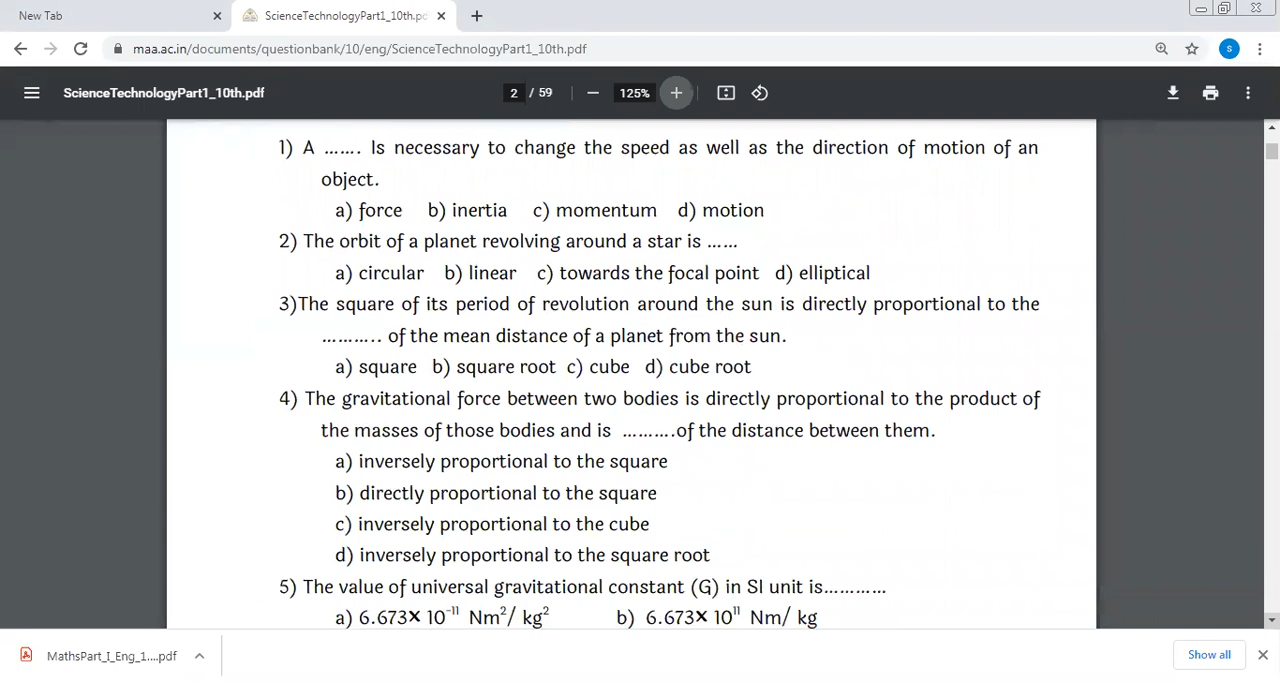 New Tab
ScienceTechnologyPart1_10th.pd
maa.ac.in/documents/questionbank/10/eng/ScienceTechnologyPart1_10th.pdf
S
ScienceTechnologyPart1_10th.pdf
2 / 59
125%
1) A ....... Is necessary to change the speed as well as the direction of motion of an
object.
a) force b) inertia c) momentum d) motion
2) The orbit of a planet revolving around a star is ......
a) circular b) linear c) towards the focal point d) elliptical
3)The square of its period of revolution around the sun is directly proportional to the
........... of the mean distance of a planet from the sun.
a) square b) square root c) cube d) cube root
4) The gravitational force between two bodies is directly proportional to the product of
the masses of those bodies and is ..........of the distance between them.
a) inversely proportional to the square
b) directly proportional to the square
c) inversely proportional to the cube
d) inversely proportional to the square root
5) The value of universal gravitational constant (G) in SI unit is............
a) 6.673× 10⁻¹¹ Nm²/ kg² b) 6.673× 10¹¹ Nm/ kg
MathsPart_I_Eng_1....pdf
Show all